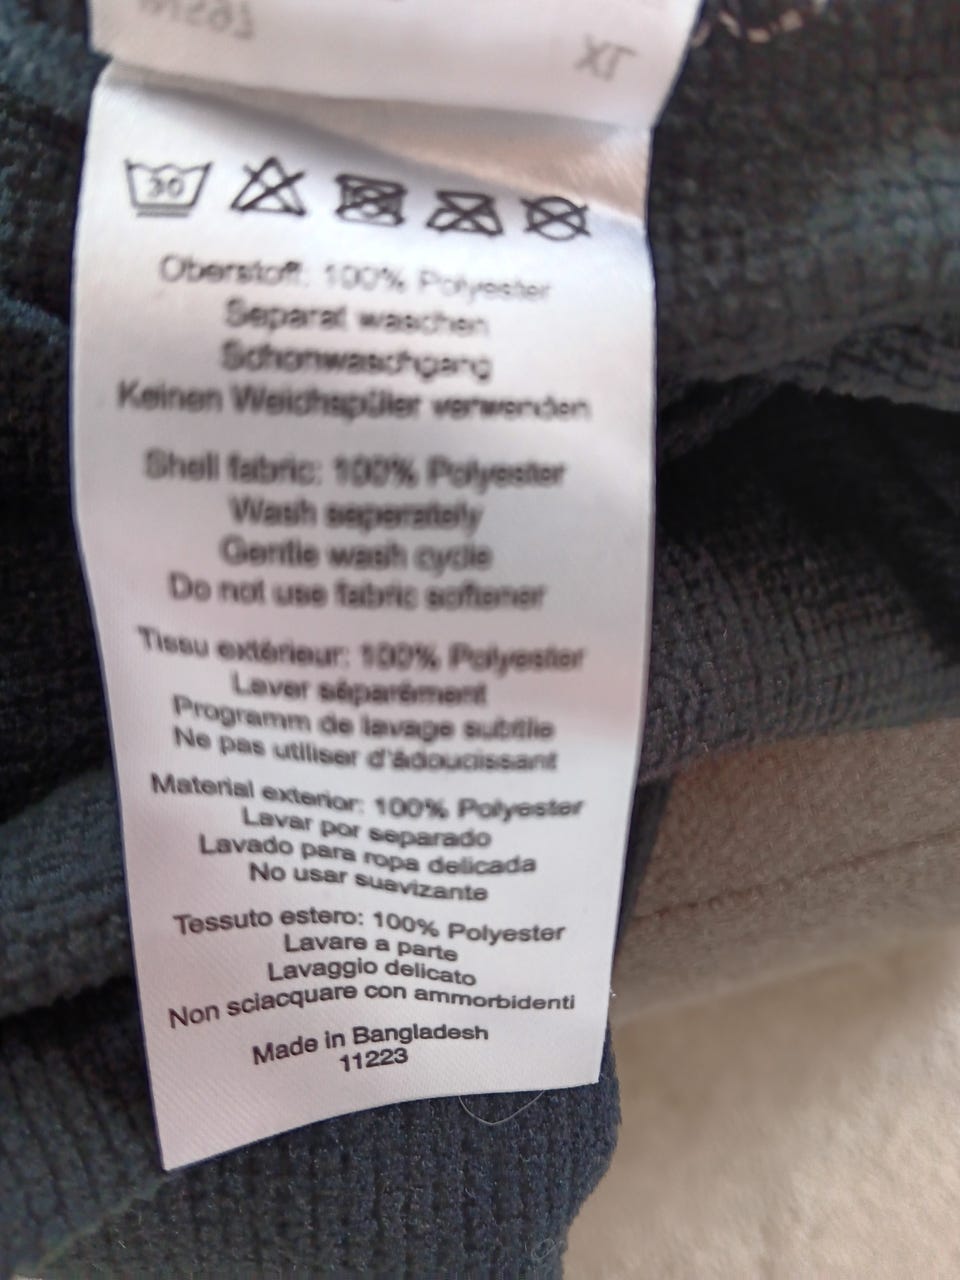 30
Oberstoff: 100% Polyester
Separat waschen
Schonwaschgang
Keinen Weichspüler verwenden
Shell fabric: 100% Polyester
Wash seperately
Gentle wash cycle
Do not use fabric softener
Tissu extérieur: 100% Polyester
Laver séparément
Programm de lavage subtile
Ne pas utiliser d'âdoucissant
Material exterior: 100% Polyester
Lavar por separado
Lavado para ropa delicada
No usar suavizante
Tessuto estero: 100% Polyester
Lavare a parte
Lavaggio delicato
Non sciacquare con ammorbidenti
Made in Bangladesh
11223